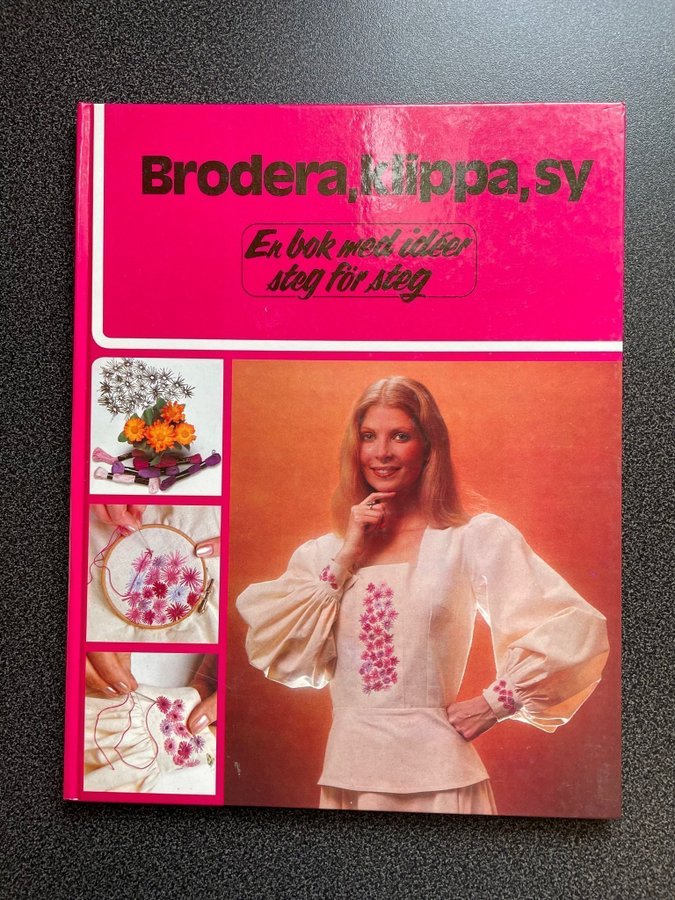 Brodera, klippa, sy
En bok med idéer
steg för steg